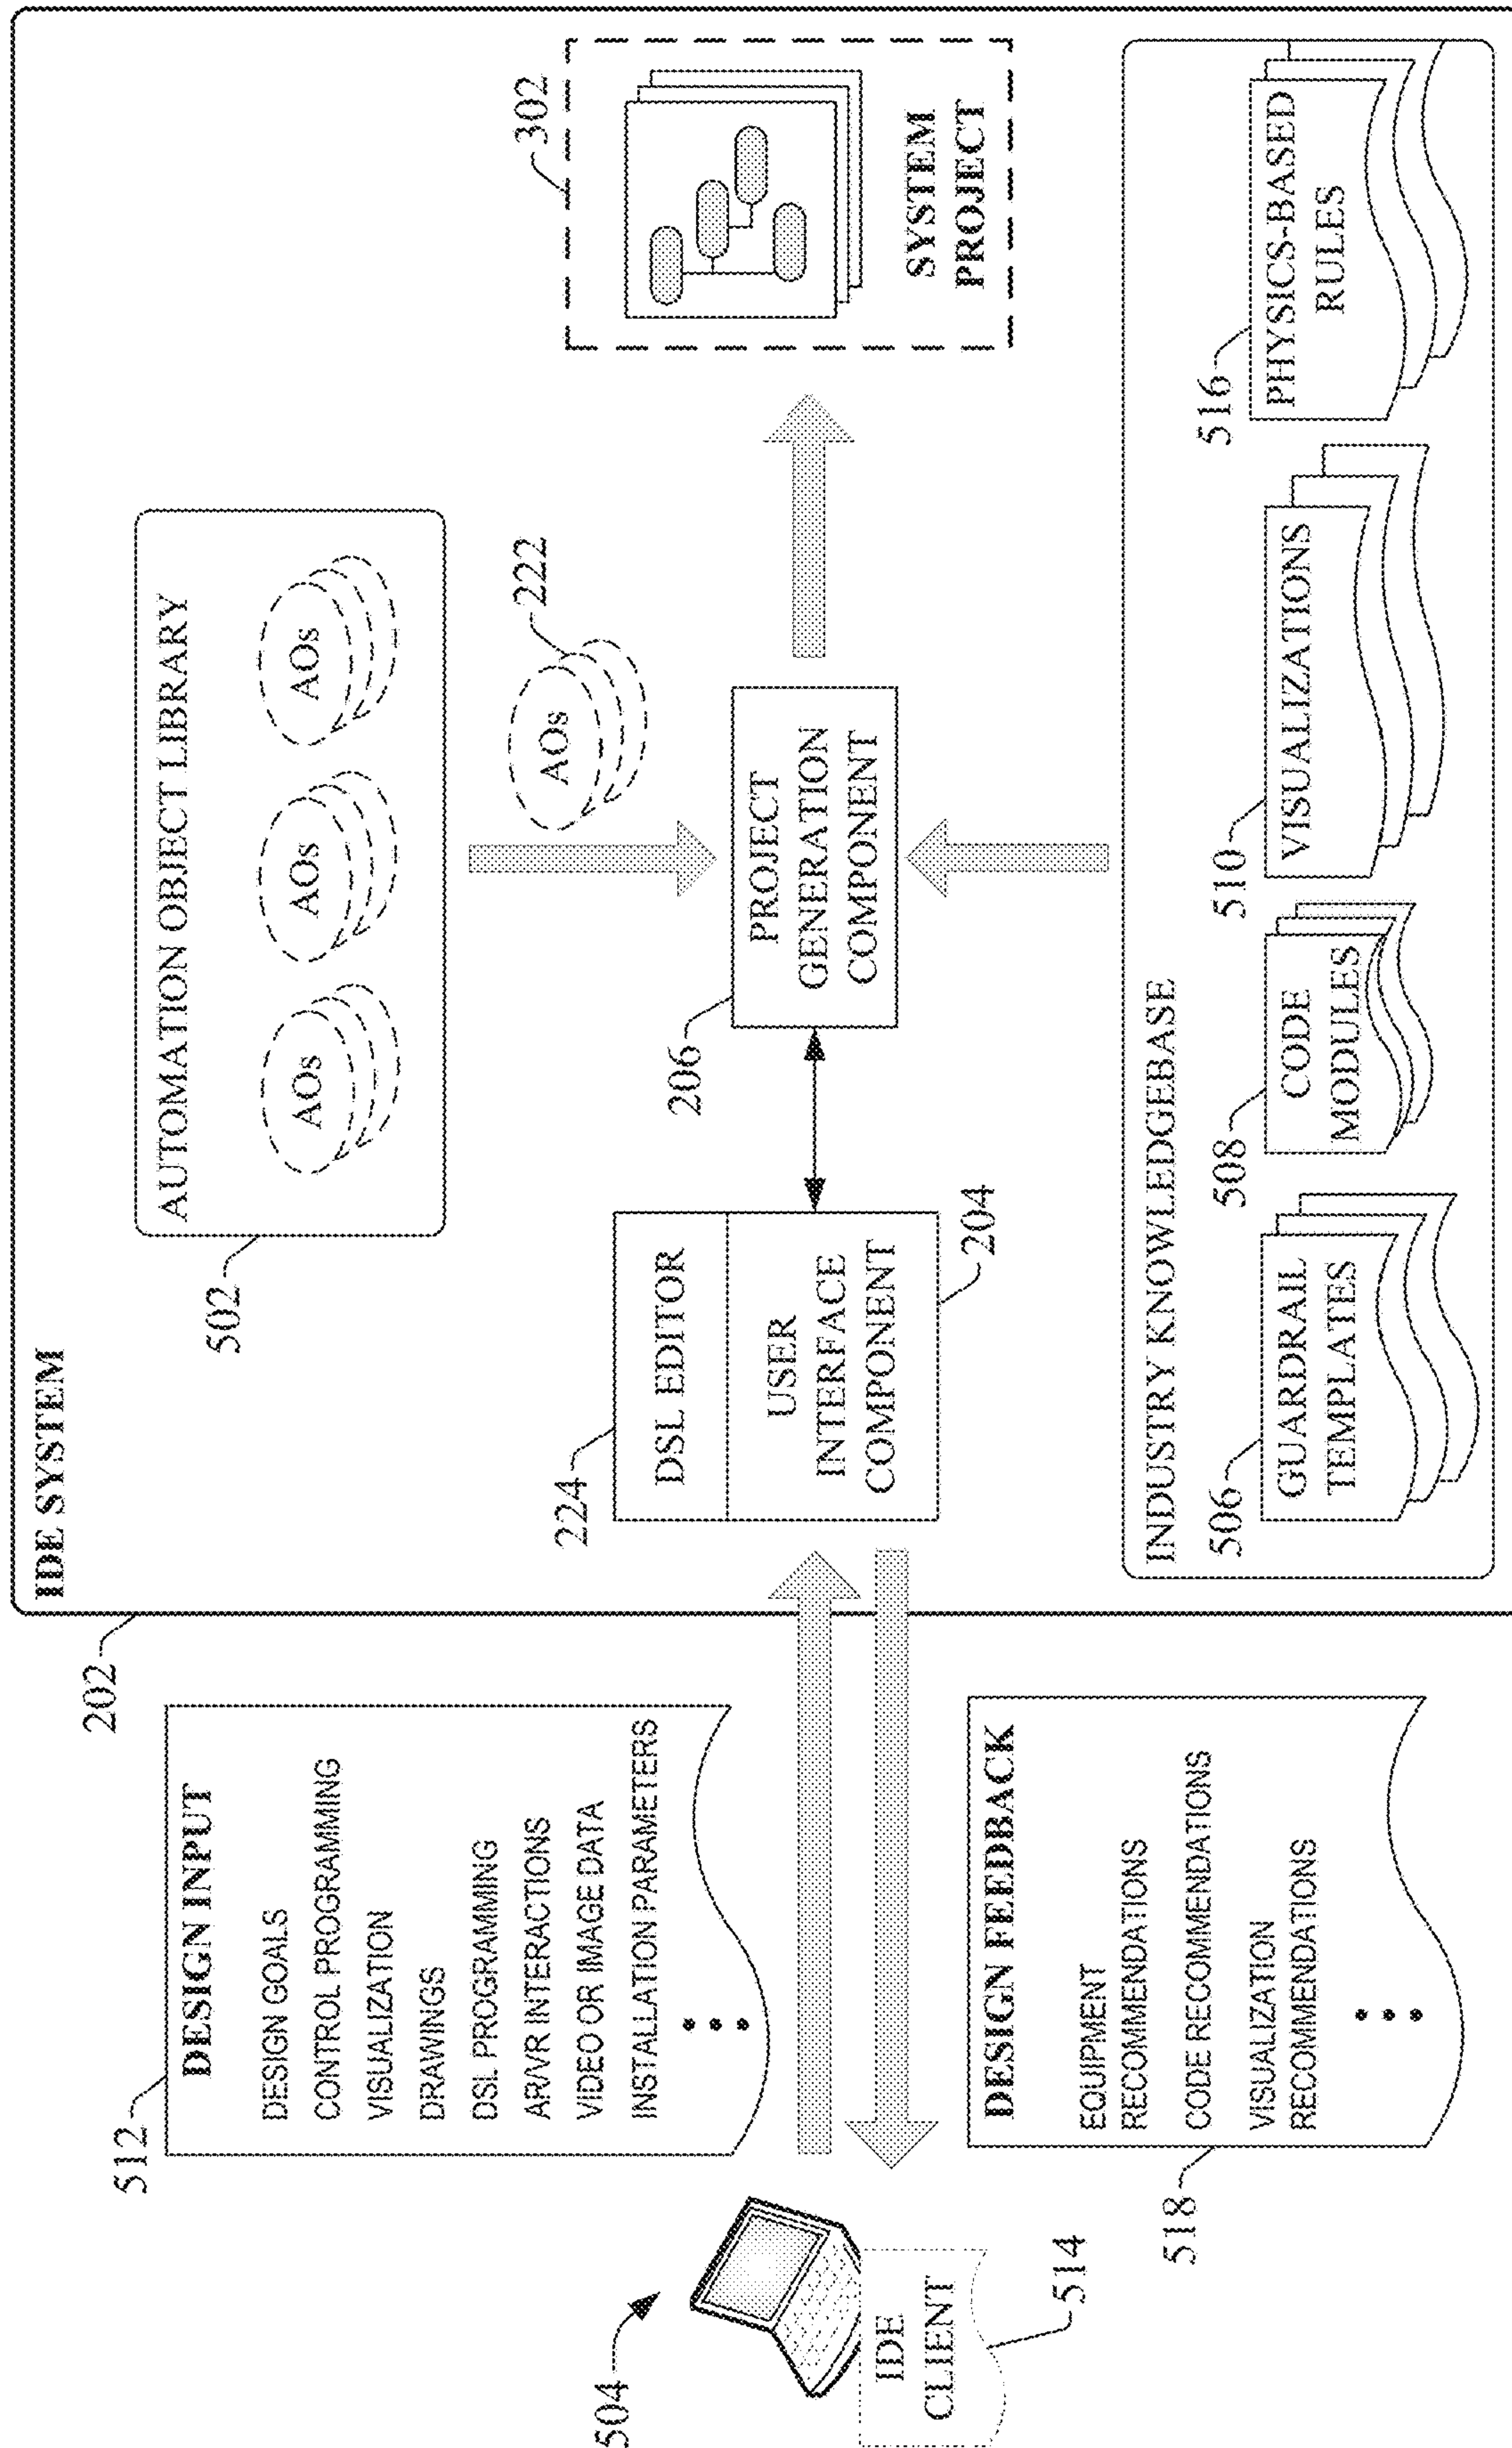 202
IDE SYSTEM
512
DESIGN INPUT
DESIGN GOALS
CONTROL PROGRAMMING
VISUALIZATION
DRAWINGS
DSL PROGRAMMING
AR/VR INTERACTIONS
VIDEO OR IMAGE DATA
INSTALLATION PARAMETERS
504
IDE
CLIENT
514
518
DESIGN FEEDBACK
EQUIPMENT
RECOMMENDATIONS
CODE RECOMMENDATIONS
VISUALIZATION
RECOMMENDATIONS
502
AUTOMATION OBJECT LIBRARY
AOs
AOs
AOs
AOs
222
224
DSL EDITOR
USER
INTERFACE
COMPONENT
204
206
PROJECT
GENERATION
COMPONENT
302
SYSTEM
PROJECT
INDUSTRY KNOWLEDGEBASE
506
GUARDRAIL
TEMPLATES
508
CODE
MODULES
510
VISUALIZATIONS
516
PHYSICS-BASED
RULES